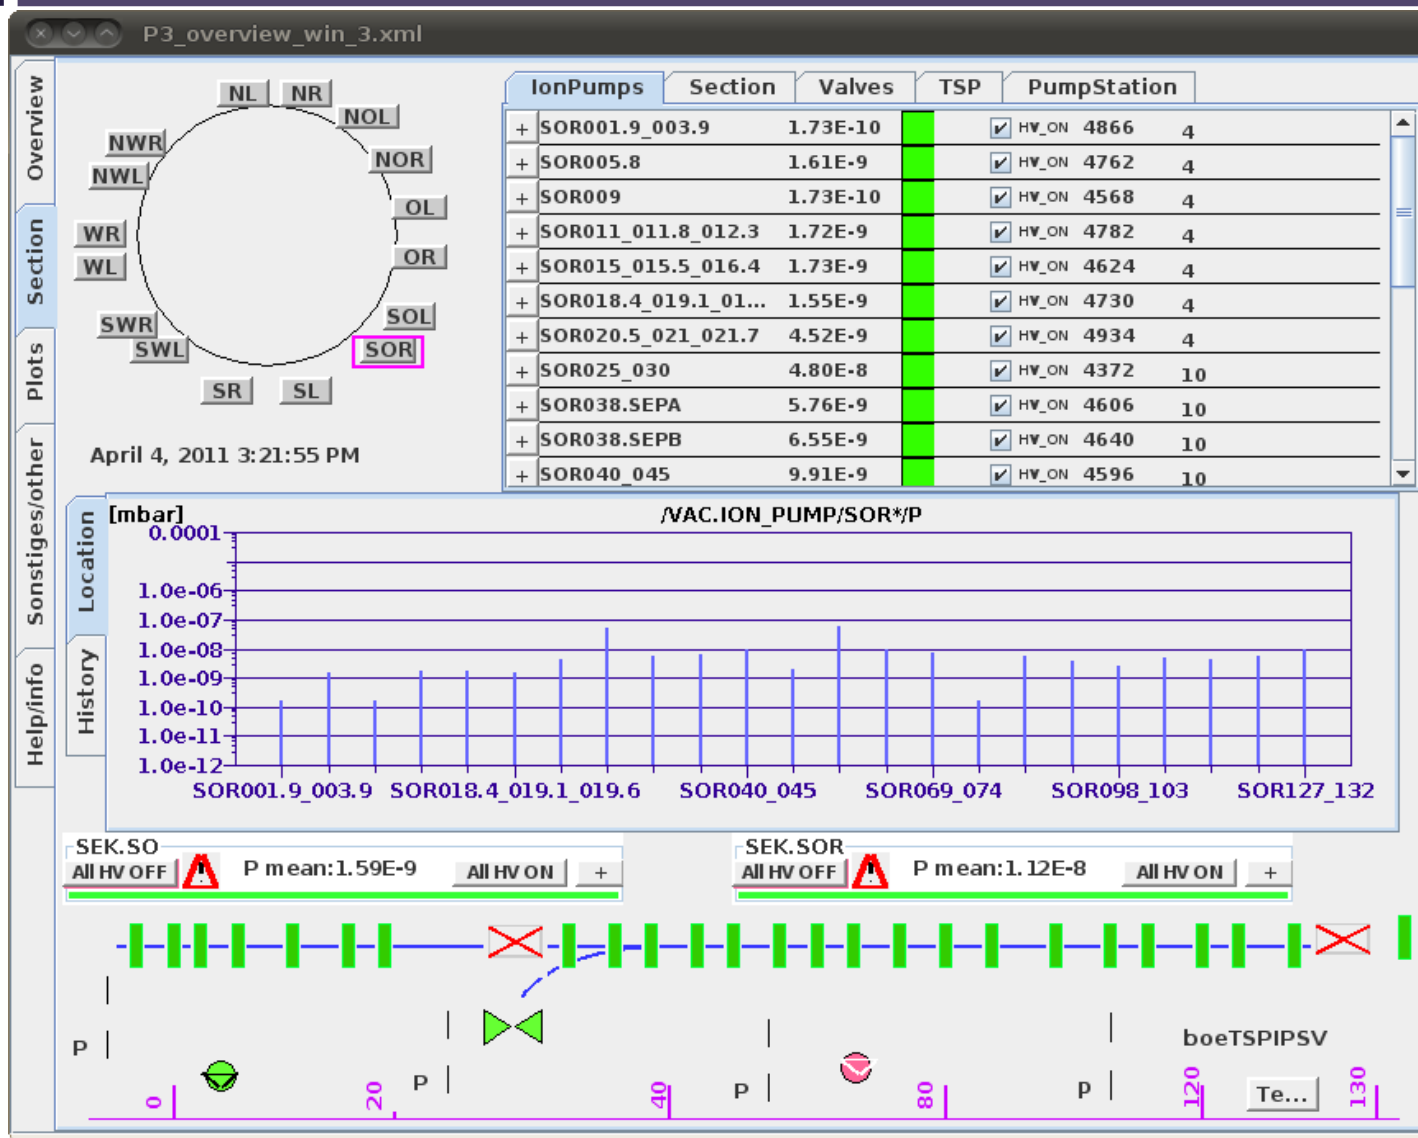 P3_overview_win_3.xml
Overview
Section
Plots
Sonstiges/other
Help/info
NL NR
NOL
NWR
NOR
NWL
OL
WR
OR
WL
SOL
SWR
SWL SOR
SR SL
April 4, 2011 3:21:55 PM
IonPumps Section Valves TSP PumpStation
+ SOR001.9_003.9 1.73E-10 HV_ON 4866 4
+ SOR005.8 1.61E-9 HV_ON 4762 4
+ SOR009 1.73E-10 HV_ON 4568 4
+ SOR011_011.8_012.3 1.72E-9 HV_ON 4782 4
+ SOR015_015.5_016.4 1.73E-9 HV_ON 4624 4
+ SOR018.4_019.1_01... 1.55E-9 HV_ON 4730 4
+ SOR020.5_021_021.7 4.52E-9 HV_ON 4934 4
+ SOR025_030 4.80E-8 HV_ON 4372 10
+ SOR038.SEPA 5.76E-9 HV_ON 4606 10
+ SOR038.SEPB 6.55E-9 HV_ON 4640 10
+ SOR040_045 9.91E-9 HV_ON 4596 10
Location
History
[mbar] /VAC.ION_PUMP/SOR*/P
0.0001
1.0e-06
1.0e-07
1.0e-08
1.0e-09
1.0e-10
1.0e-11
1.0e-12
SOR001.9_003.9 SOR018.4_019.1_019.6 SOR040_045 SOR069_074 SOR098_103 SOR127_132
SEK.SO
All HV OFF P mean:1.59E-9 All HV ON +
SEK.SOR
All HV OFF P mean:1.12E-8 All HV ON +
boeTSPIPSV
P P P p
0 20 40 80 120 Te... 130